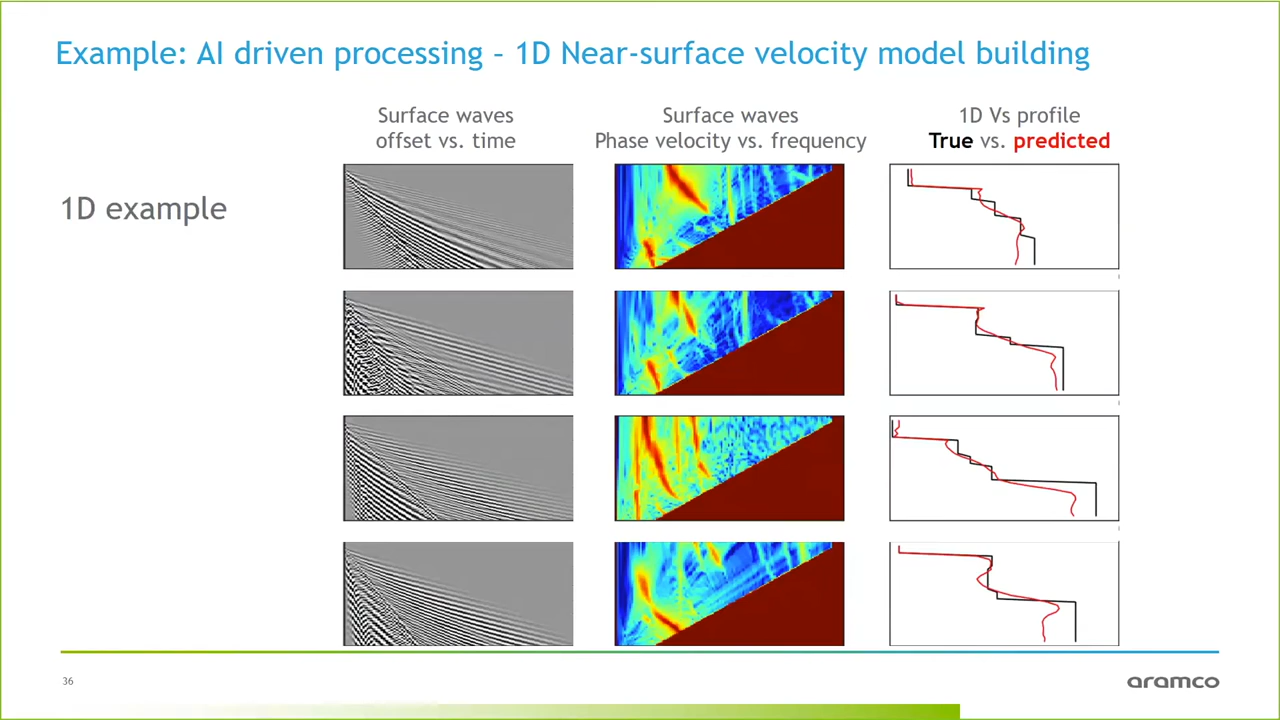 Example: AI driven processing – 1D Near-surface velocity model building
Surface waves
offset vs. time
Surface waves
Phase velocity vs. frequency
1D Vs profile
True vs. predicted
1D example
36
aramco